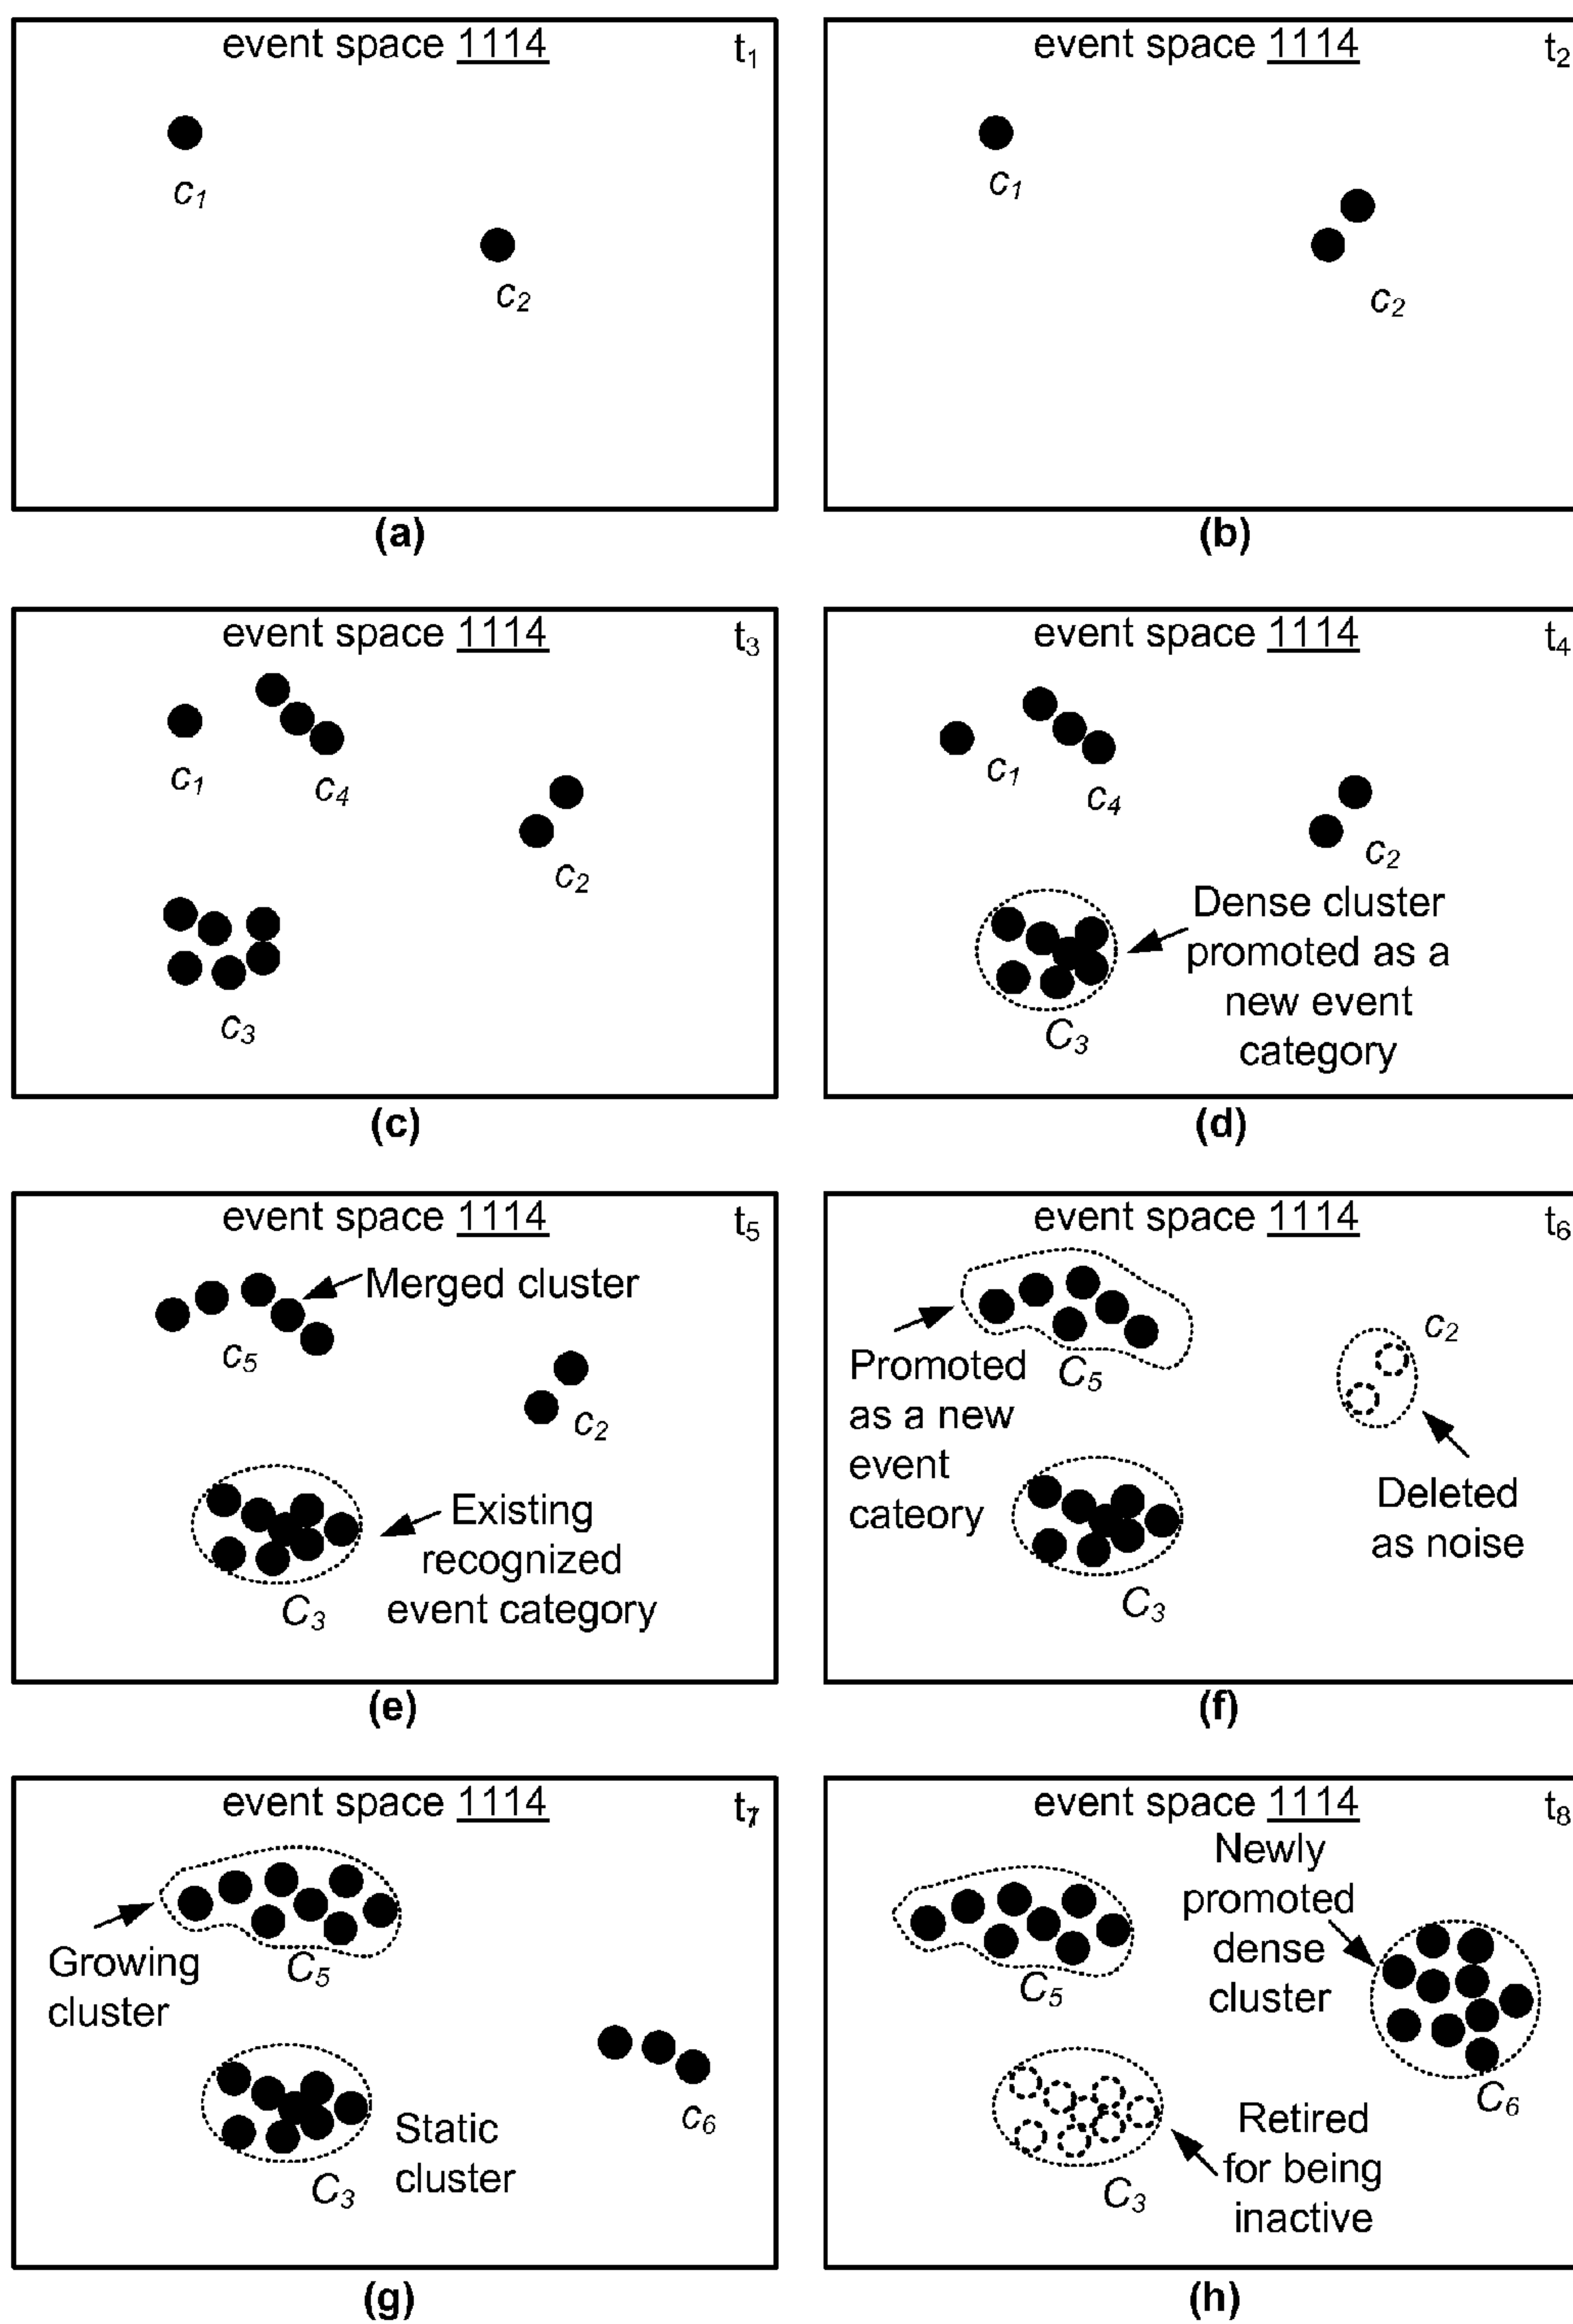 event space 1114 t₁
c₁
c₂
(a)
event space 1114 t₂
c₁
c₂
(b)
event space 1114 t₃
c₁
c₄
c₂
c₃
(c)
event space 1114 t₄
c₁
c₄
c₂
Dense cluster
promoted as a
new event
category
C₃
(d)
event space 1114 t₅
Merged cluster
c₅
c₂
Existing
recognized
event category
C₃
(e)
event space 1114 t₆
c₂
Promoted
as a new
event
cateory
C₅
Deleted
as noise
C₃
(f)
event space 1114 t₇
Growing
cluster
C₅
c₆
Static
cluster
C₃
(g)
event space 1114 t₈
Newly
promoted
dense
cluster
C₅
C₆
Retired
for being
inactive
C₃
(h)